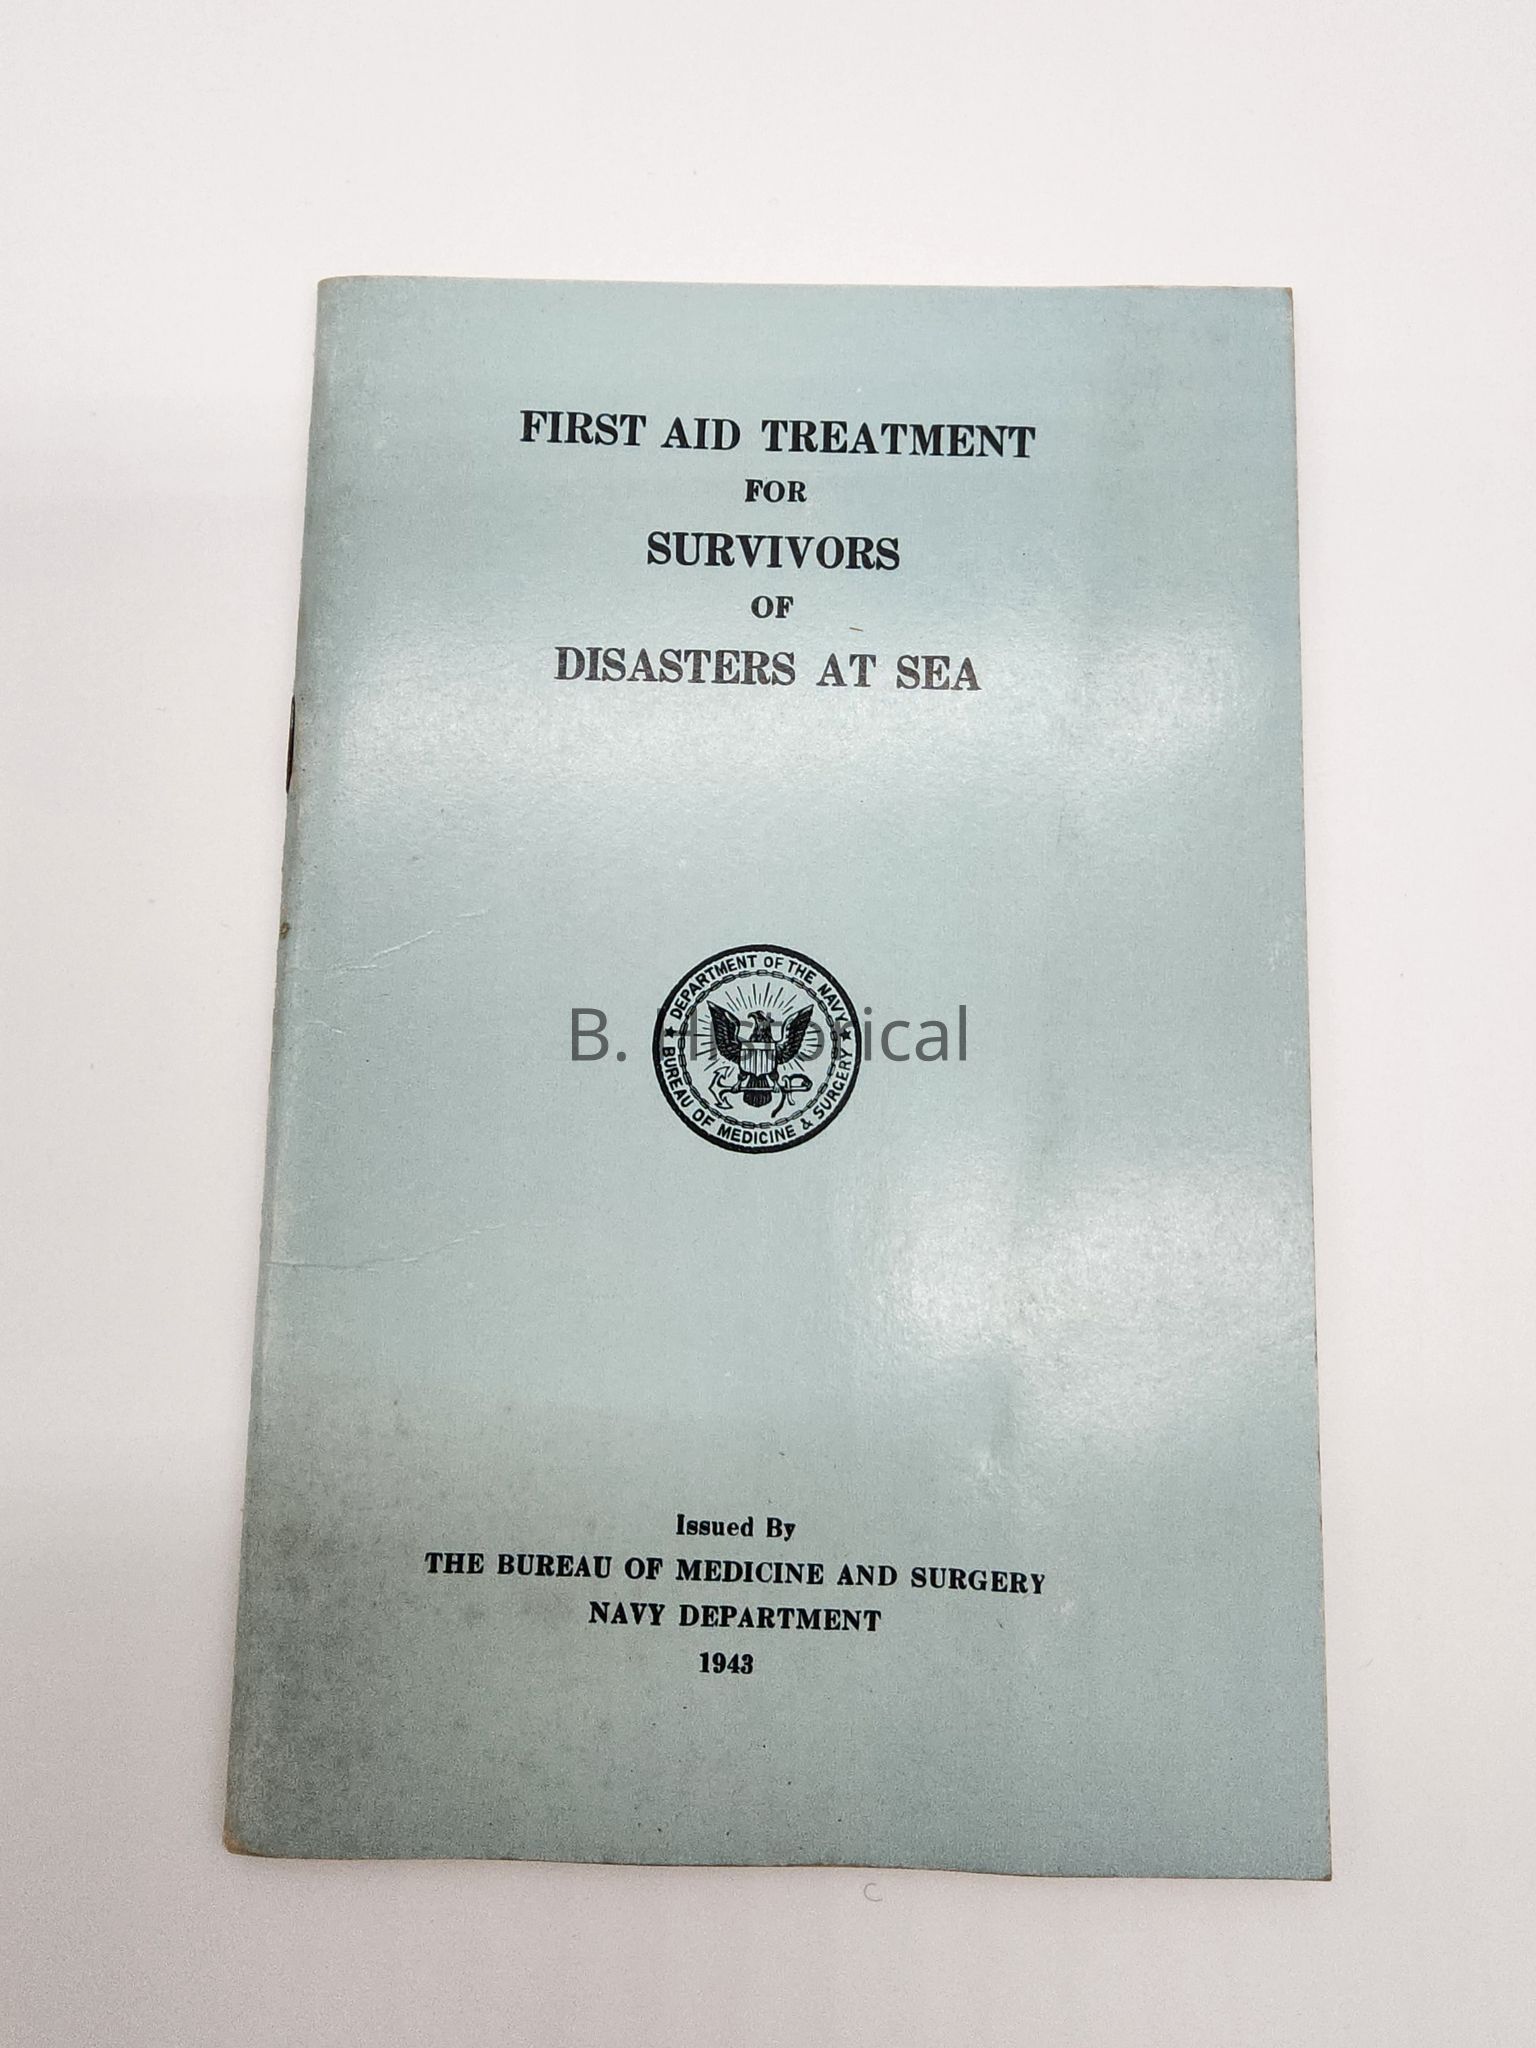 FIRST AID TREATMENT
FOR
SURVIVORS
OF
DISASTERS AT SEA
DEPARTMENT OF THE NAVY
BUREAU OF MEDICINE & SURGERY
B. Historical
Issued By
THE BUREAU OF MEDICINE AND SURGERY
NAVY DEPARTMENT
1943